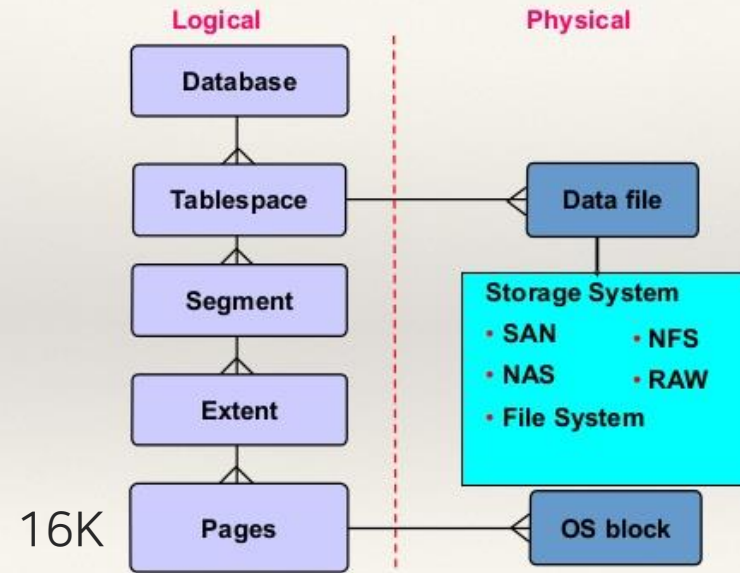 Logical
Physical
Database
Tablespace
Data file
Segment
Storage System
• SAN
• NFS
• NAS
• RAW
• File System
Extent
16K
Pages
OS block